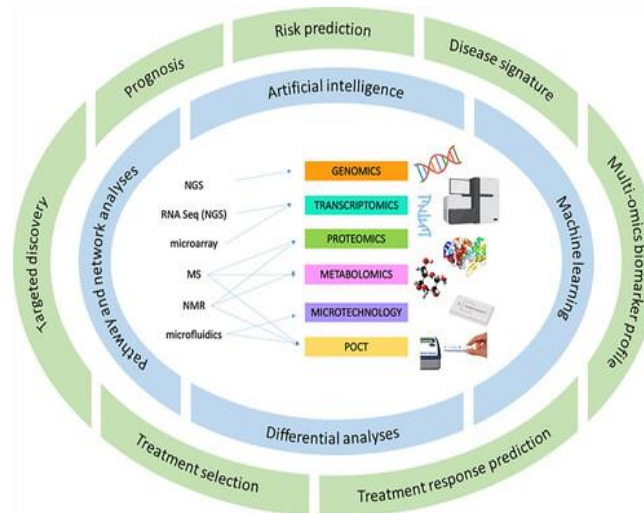 Risk prediction
Prognosis
Disease signature
Artificial intelligence
Targeted discovery
Pathway and network analyses
Machine learning
Multi-omics biomarker profile
NGS
RNA Seq (NGS)
microarray
MS
NMR
microfluidics
GENOMICS
TRANSCRIPTOMICS
PROTEOMICS
METABOLOMICS
MICROTECHNOLOGY
POCT
Differential analyses
Treatment selection
Treatment response prediction